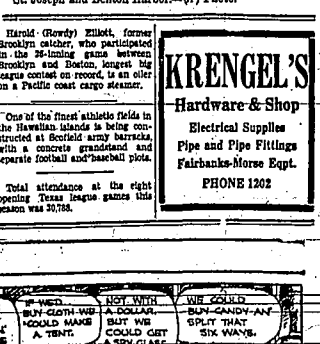 St. Joseph and Benton Harbor.
Harold (Rowdy) Elliott, former
Brooklyn catcher, who participated
in the 26-inning game between
Brooklyn and Boston, longest big
league contest on record, is an oiler
on a Pacific coast cargo steamer.
One of the finest athletic fields in
the Hawaiian islands is being con-
structed at Scofield army barracks,
with a concrete grandstand and
separate football and baseball plots.
Total attendance at the eight
opening Texas league games this
season was 30,788.
KRENGEL'S
Hardware & Shop
Electrical Supplies
Pipe and Pipe Fittings
Fairbanks-Morse Eqpt.
PHONE 1202
IF WE'D
BUY CLOTH WE
COULD MAKE
A TENT.
NOT WITH
A DOLLAR.
BUT WE
COULD GET
A SPY GLASS
WE COULD
BUY CANDY AN'
SPLIT THAT
SIX WAYS.